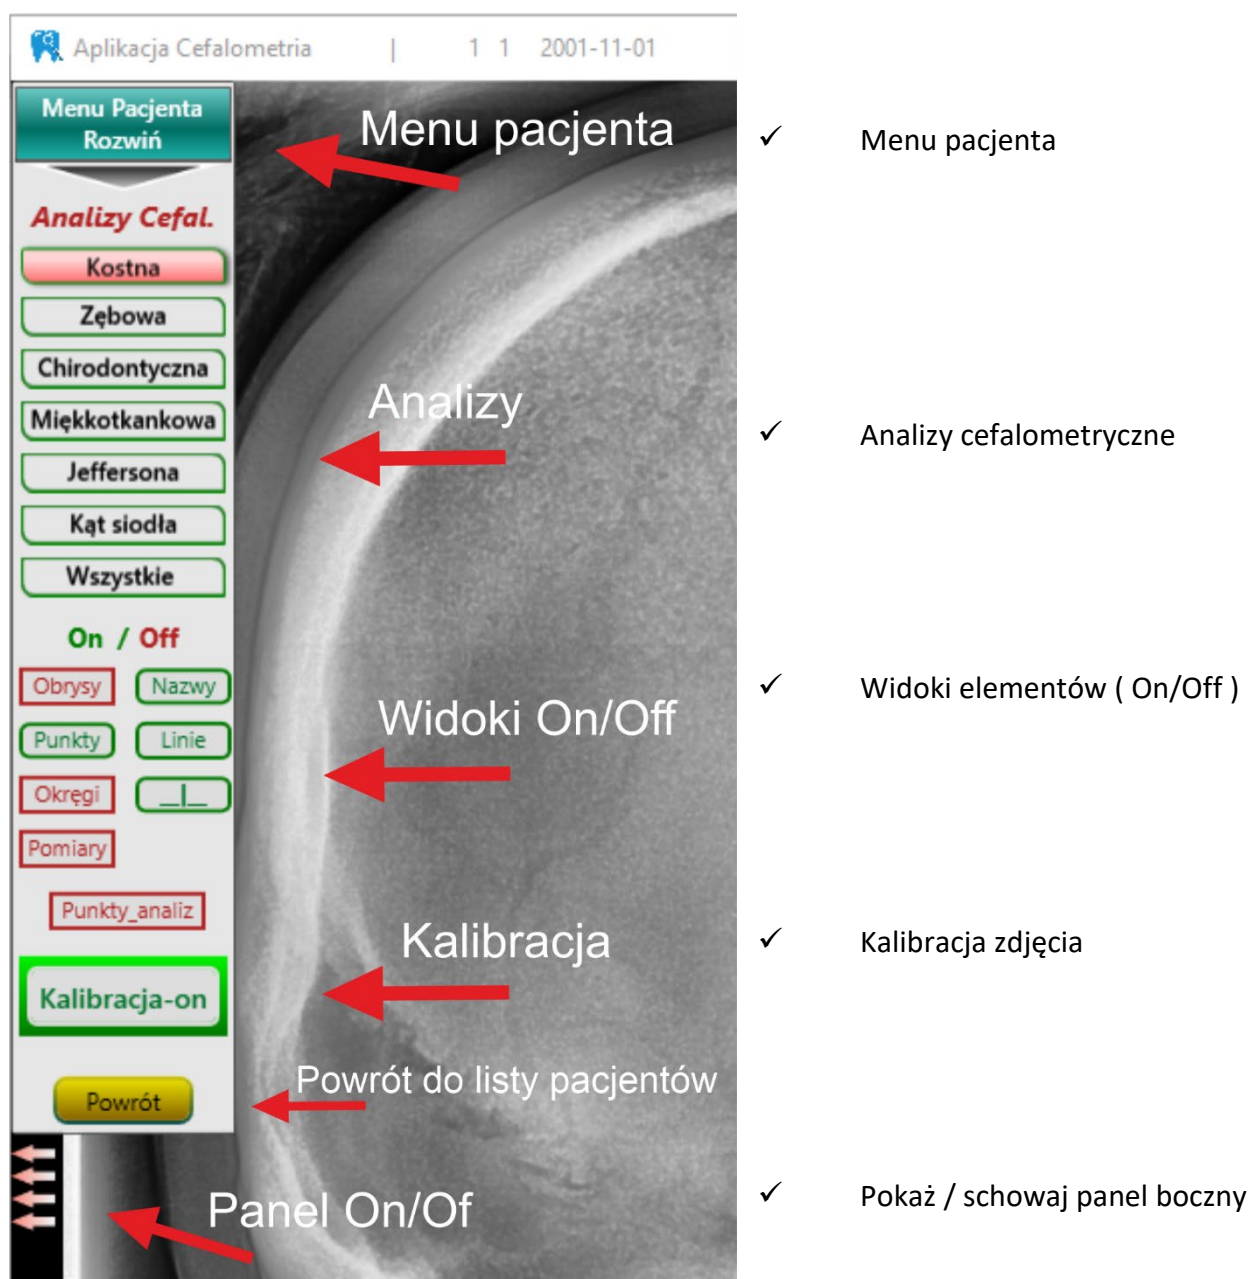 Aplikacja Cefalometria | 1 1 2001-11-01
Menu Pacjenta
Rozwiń
Menu pacjenta
✓ Menu pacjenta
Analizy Cefal.
Kostna
Zębowa
Chirodontyczna
Analizy
Miękkotkankowa
✓ Analizy cefalometryczne
Jeffersona
Kąt siodła
Wszystkie
On / Off
Obrysy Nazwy
✓ Widoki elementów ( On/Off )
Widoki On/Off
Punkty Linie
Okręgi __|__
Pomiary
Punkty_analiz
Kalibracja
✓ Kalibracja zdjęcia
Kalibracja-on
Powrót do listy pacjentów
Powrót
Panel On/Of
✓ Pokaż / schowaj panel boczny